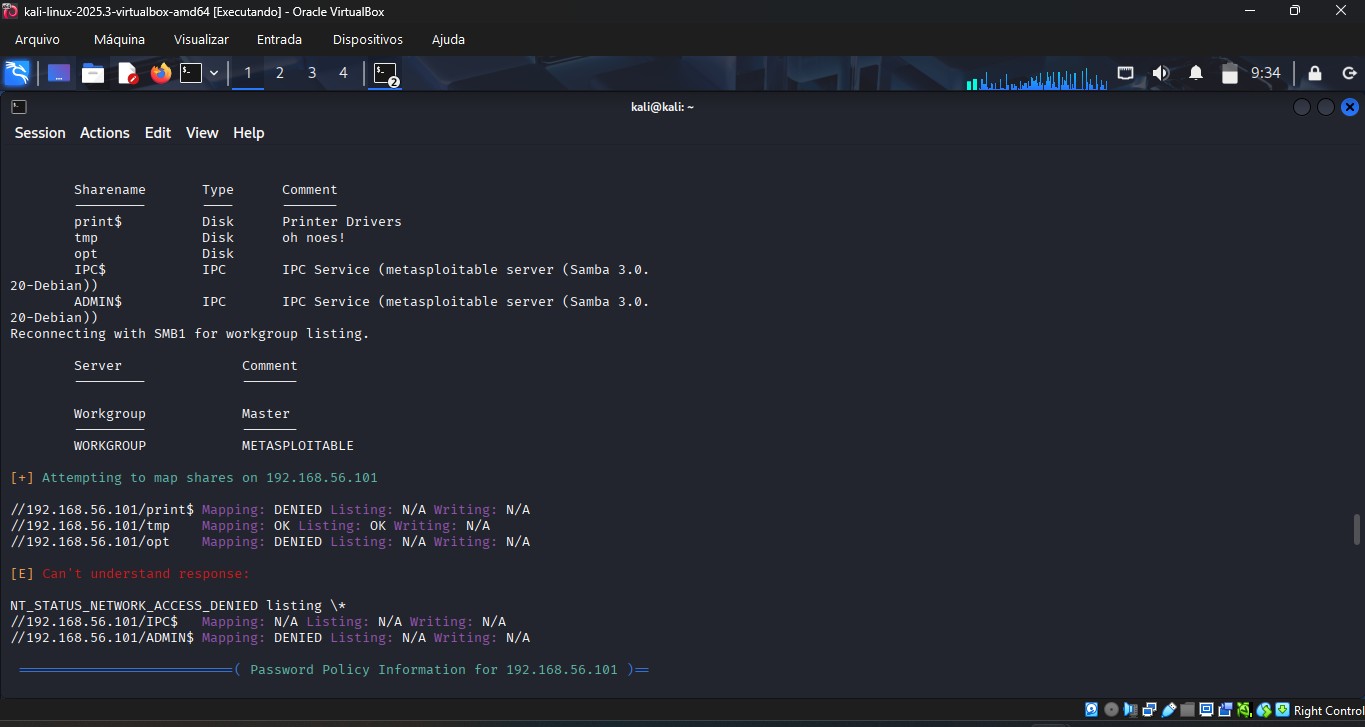 kali-linux-2025.3-virtualbox-amd64 [Executando] - Oracle VirtualBox
Arquivo Máquina Visualizar Entrada Dispositivos Ajuda
1 2 3 4 2 9:34
kali@kali: ~
Session Actions Edit View Help
Sharename Type Comment
print$ Disk Printer Drivers
tmp Disk oh noes!
opt Disk
IPC$ IPC IPC Service (metasploitable server (Samba 3.0.
20-Debian))
ADMIN$ IPC IPC Service (metasploitable server (Samba 3.0.
20-Debian))
Reconnecting with SMB1 for workgroup listing.
Server Comment
Workgroup Master
WORKGROUP METASPLOITABLE
[+] Attempting to map shares on 192.168.56.101
//192.168.56.101/print$ Mapping: DENIED Listing: N/A Writing: N/A
//192.168.56.101/tmp Mapping: OK Listing: OK Writing: N/A
//192.168.56.101/opt Mapping: DENIED Listing: N/A Writing: N/A
[E] Can't understand response:
NT_STATUS_NETWORK_ACCESS_DENIED listing \*
//192.168.56.101/IPC$ Mapping: N/A Listing: N/A Writing: N/A
//192.168.56.101/ADMIN$ Mapping: DENIED Listing: N/A Writing: N/A
( Password Policy Information for 192.168.56.101 )
Right Control